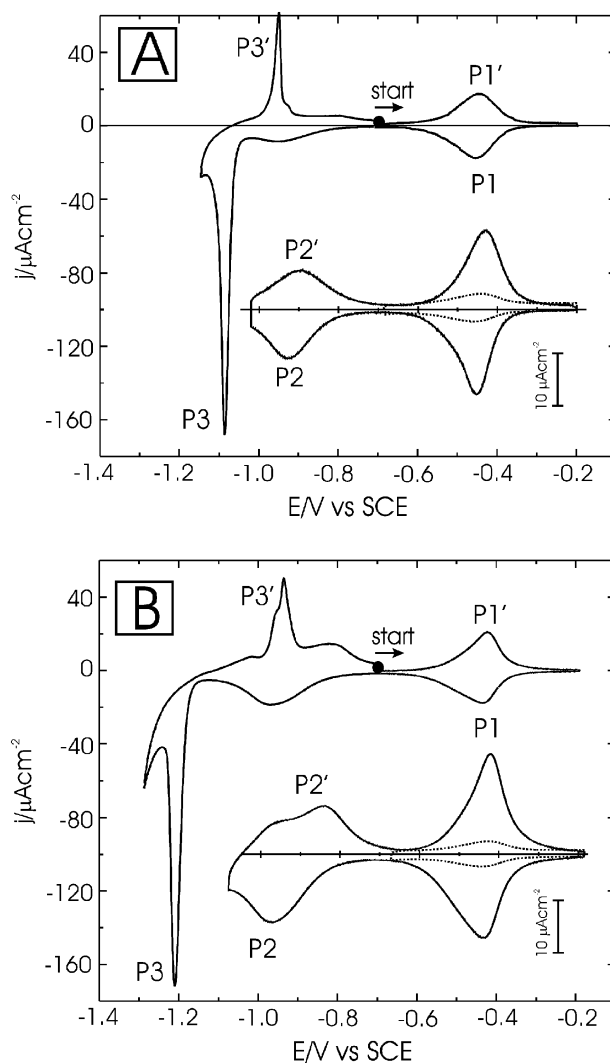 A
P3‘
start
P1‘
40
0
-40
-80
-120
-160
j/µAcm-2
P1
P2‘
P2
P3
10 µAcm-2
-1.4 -1.2 -1.0 -0.8 -0.6 -0.4 -0.2
E/V vs SCE
B
P3‘
start
P1‘
40
0
-40
-80
-120
-160
j/µAcm-2
P1
P2‘
P2
P3
10 µAcm-2
-1.4 -1.2 -1.0 -0.8 -0.6 -0.4 -0.2
E/V vs SCE